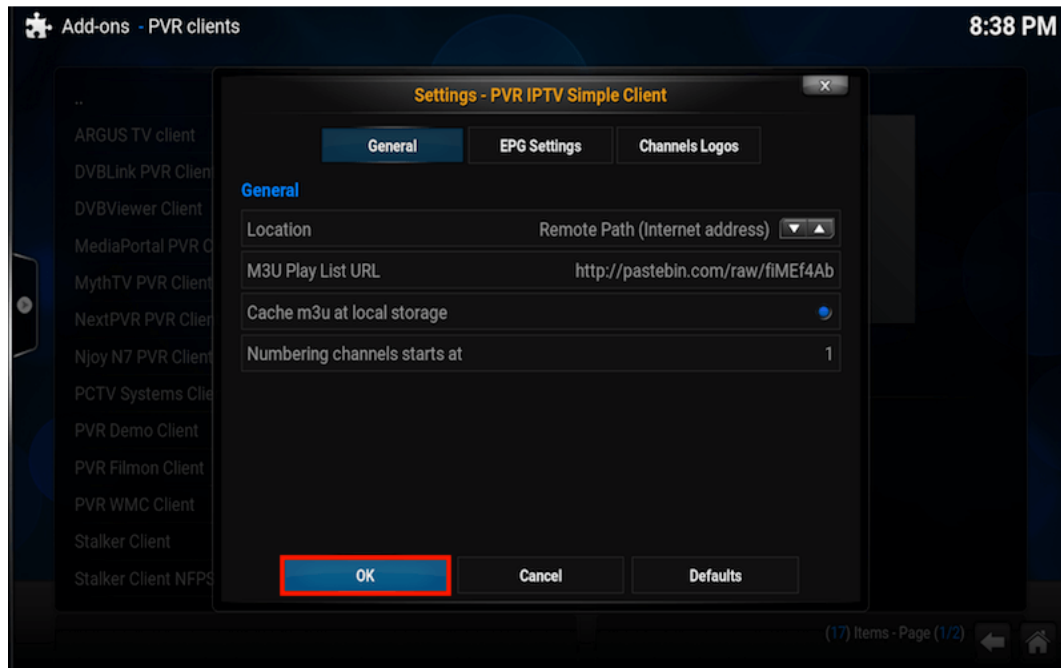 Add-ons - PVR clients
8:38 PM
Settings - PVR IPTV Simple Client
x
General
EPG Settings
Channels Logos
General
Location
Remote Path (Internet address)
M3U Play List URL
http://pastebin.com/raw/fiMEf4Ab
Cache m3u at local storage
Numbering channels starts at
1
OK
Cancel
Defaults
..
ARGUS TV client
DVBLink PVR Clien
DVBViewer Client
MediaPortal PVR C
MythTV PVR Client
NextPVR PVR Clien
Njoy N7 PVR Client
PCTV Systems Clie
PVR Demo Client
PVR Filmon Client
PVR WMC Client
Stalker Client
Stalker Client NFPS
(17) Items - Page (1/2)